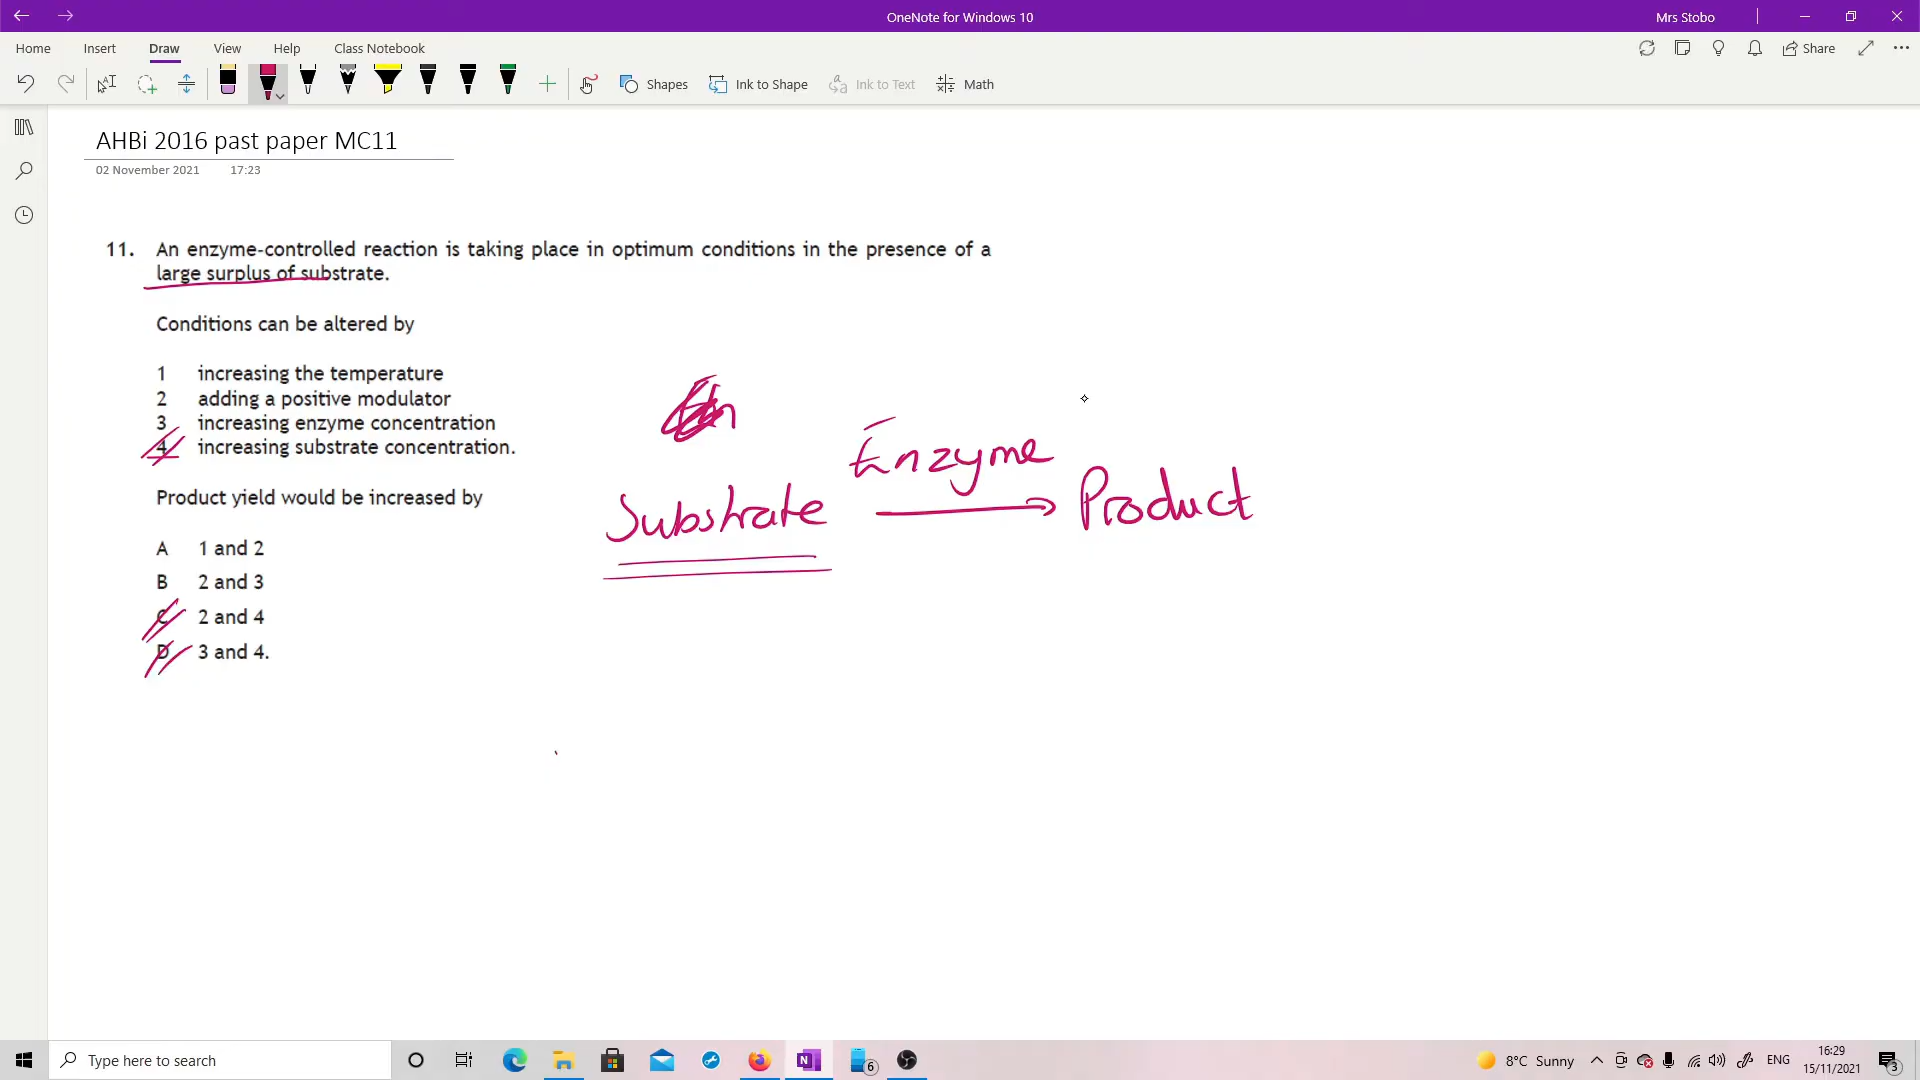 OneNote for Windows 10
Mrs Stobo
Home Insert Draw View Help Class Notebook
Share
Shapes Ink to Shape Ink to Text Math
AHBi 2016 past paper MC11
02 November 2021 17:23
11. An enzyme-controlled reaction is taking place in optimum conditions in the presence of a
large surplus of substrate.
Conditions can be altered by
1 increasing the temperature
2 adding a positive modulator
3 increasing enzyme concentration
4 increasing substrate concentration.
Product yield would be increased by
A 1 and 2
B 2 and 3
C 2 and 4
D 3 and 4.
Enzyme
Substrate → Product
Type here to search
6
8°C Sunny
ENG
16:29
15/11/2021
3